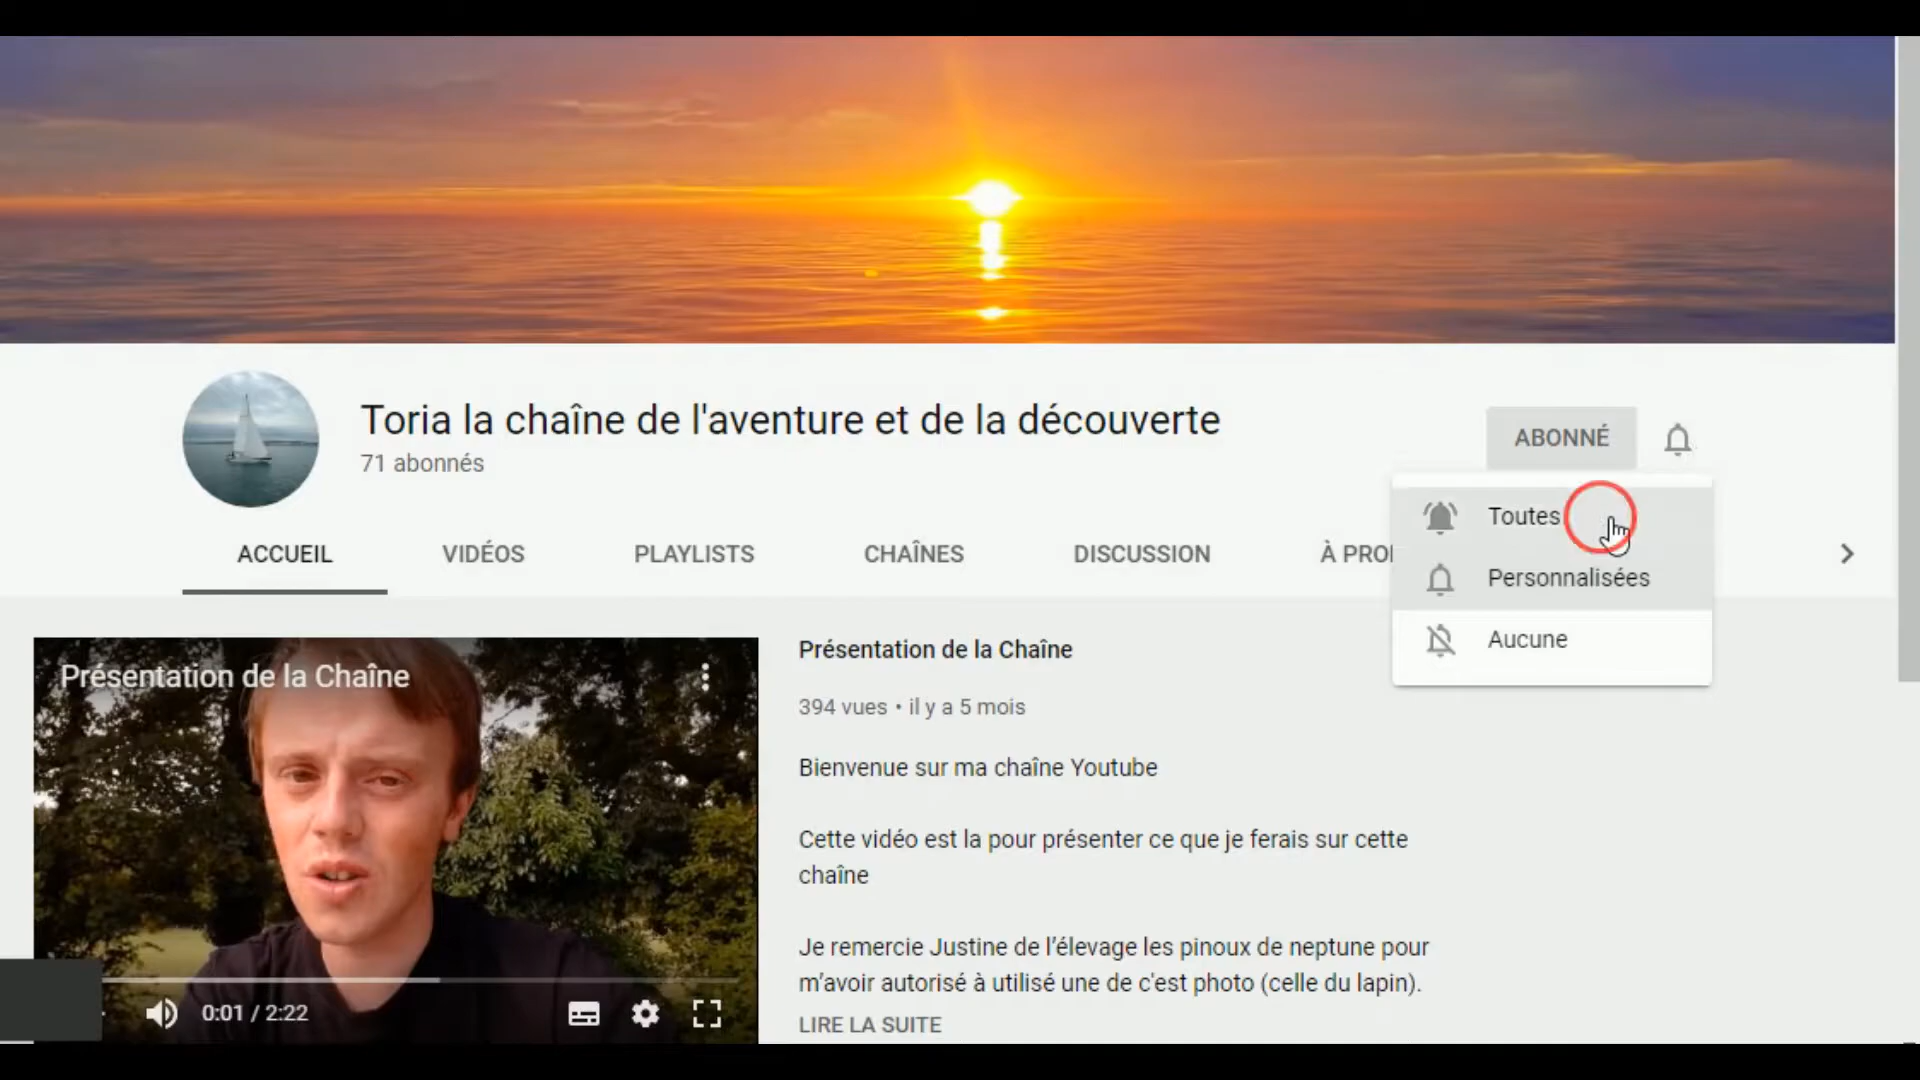 Toria la chaîne de l'aventure et de la découverte
71 abonnés
ABONNÉ
Toutes
Personnalisées
Aucune
ACCUEIL
VIDÉOS
PLAYLISTS
CHAÎNES
DISCUSSION
À PRO
Présentation de la Chaîne
0:01 / 2:22
Présentation de la Chaîne
394 vues • il y a 5 mois
Bienvenue sur ma chaîne Youtube
Cette vidéo est la pour présenter ce que je ferais sur cette
chaîne
Je remercie Justine de l'élevage les pinoux de neptune pour
m'avoir autorisé à utilisé une de c'est photo (celle du lapin).
LIRE LA SUITE